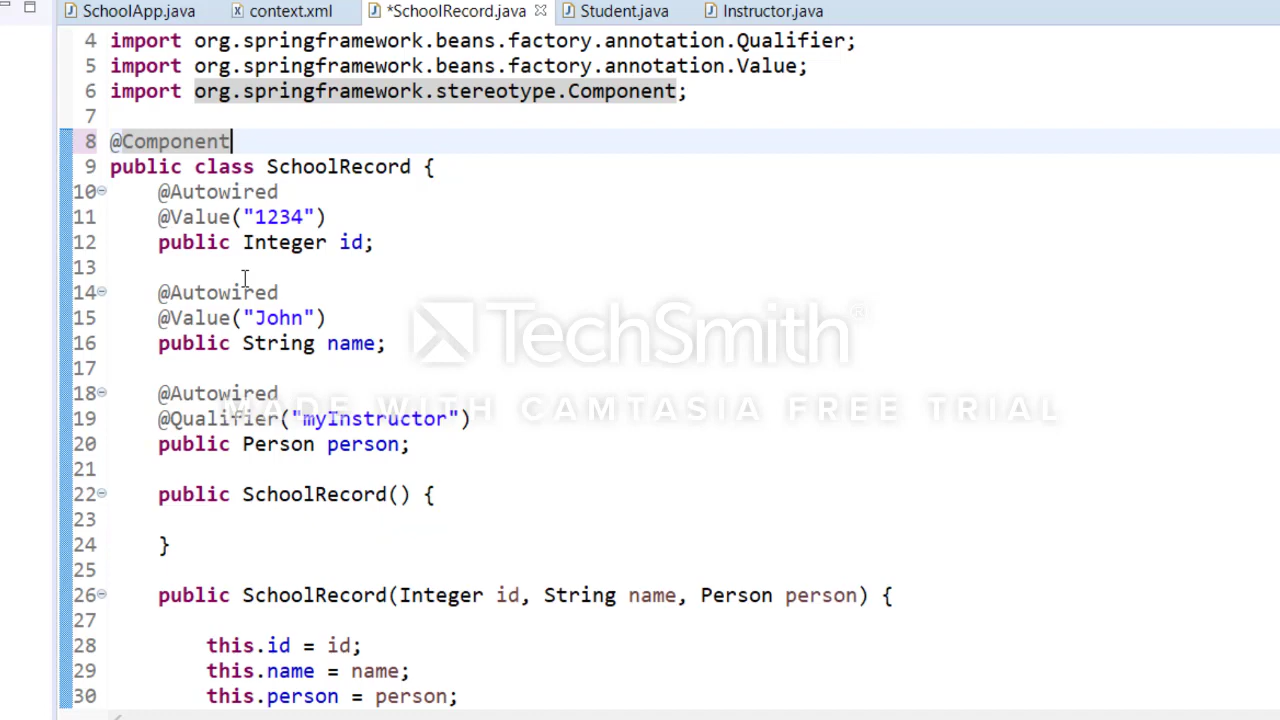 SchoolApp.java context.xml *SchoolRecord.java Student.java Instructor.java
4 import org.springframework.beans.factory.annotation.Qualifier;
5 import org.springframework.beans.factory.annotation.Value;
6 import org.springframework.stereotype.Component;
7
8 @Component
9 public class SchoolRecord {
10 @Autowired
11 @Value("1234")
12 public Integer id;
13
14 @Autowired
15 @Value("John")
16 public String name;
17
18 @Autowired
19 @Qualifier("myInstructor")
20 public Person person;
21
22 public SchoolRecord() {
23
24 }
25
26 public SchoolRecord(Integer id, String name, Person person) {
27
28 this.id = id;
29 this.name = name;
30 this.person = person;
TechSmith®
MADE WITH CAMTASIA FREE TRIAL